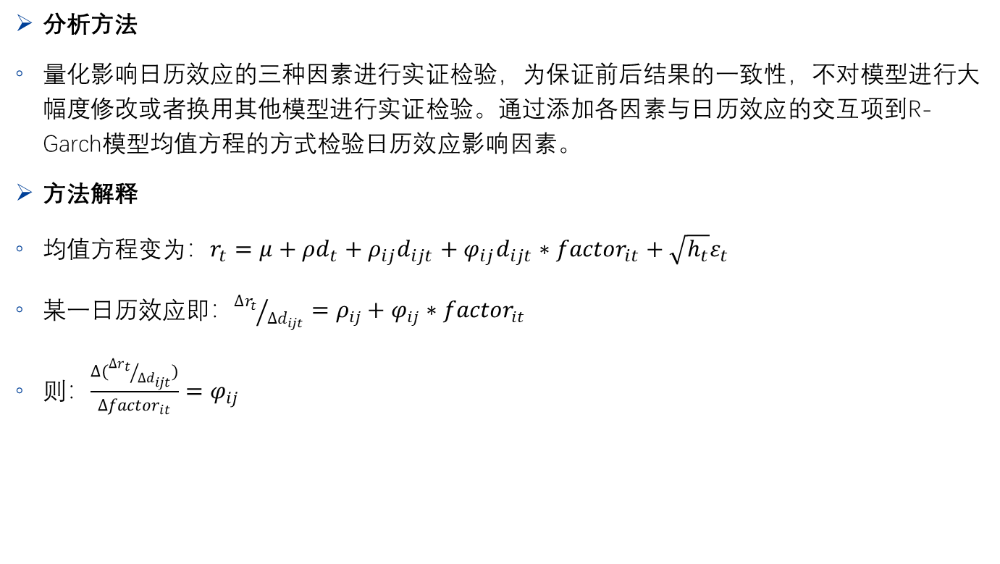 分析方法
量化影响日历效应的三种因素进行实证检验，为保证前后结果的一致性，不对模型进行大
幅度修改或者换用其他模型进行实证检验。通过添加各因素与日历效应的交互项到R-
Garch模型均值方程的方式检验日历效应影响因素。
方法解释
均值方程变为：$r_t = \mu + \rho d_t + \rho_{ij} d_{ijt} + \varphi_{ij} d_{ijt} * factor_{it} + \sqrt{h_t} \varepsilon_t$
某一日历效应即：${}^{\Delta r_t}/_{\Delta d_{ijt}} = \rho_{ij} + \varphi_{ij} * factor_{it}$
则：$\frac{\Delta({}^{\Delta r_t}/_{\Delta d_{ijt}})}{\Delta factor_{it}} = \varphi_{ij}$